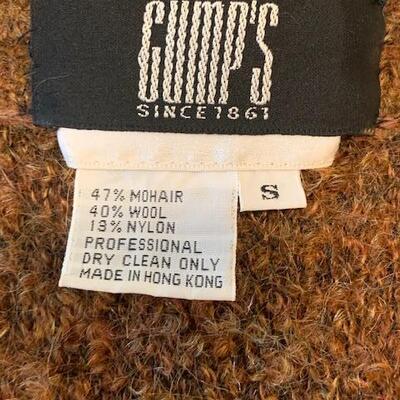 GUMP'S
SINCE 1861
S
47% MOHAIR
40% WOOL
13% NYLON
PROFESSIONAL
DRY CLEAN ONLY
MADE IN HONG KONG